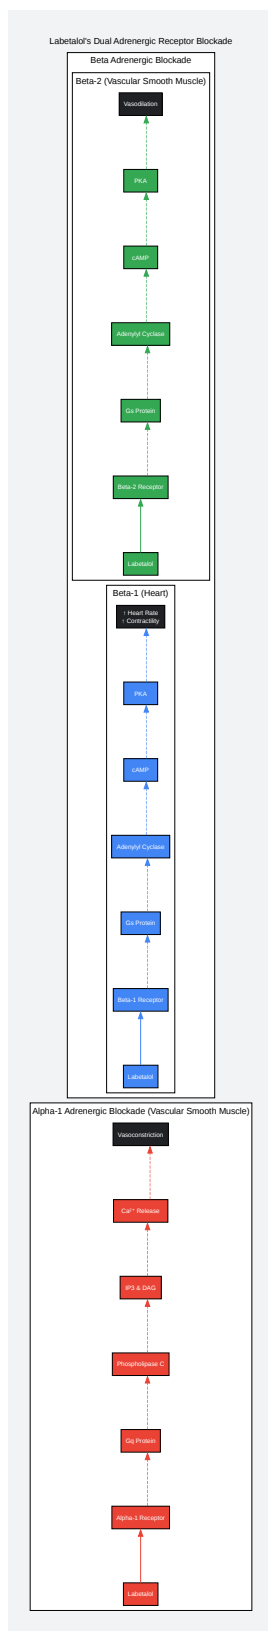 Labetalol's Dual Adrenergic Receptor Blockade
Beta Adrenergic Blockade
Beta-2 (Vascular Smooth Muscle)
Vasodilation
PKA
cAMP
Adenylyl Cyclase
Gs Protein
Beta-2 Receptor
Labetalol
Beta-1 (Heart)
↑ Heart Rate
↑ Contractility
PKA
cAMP
Adenylyl Cyclase
Gs Protein
Beta-1 Receptor
Labetalol
Alpha-1 Adrenergic Blockade (Vascular Smooth Muscle)
Vasoconstriction
Ca²⁺ Release
IP3 & DAG
Phospholipase C
Gq Protein
Alpha-1 Receptor
Labetalol